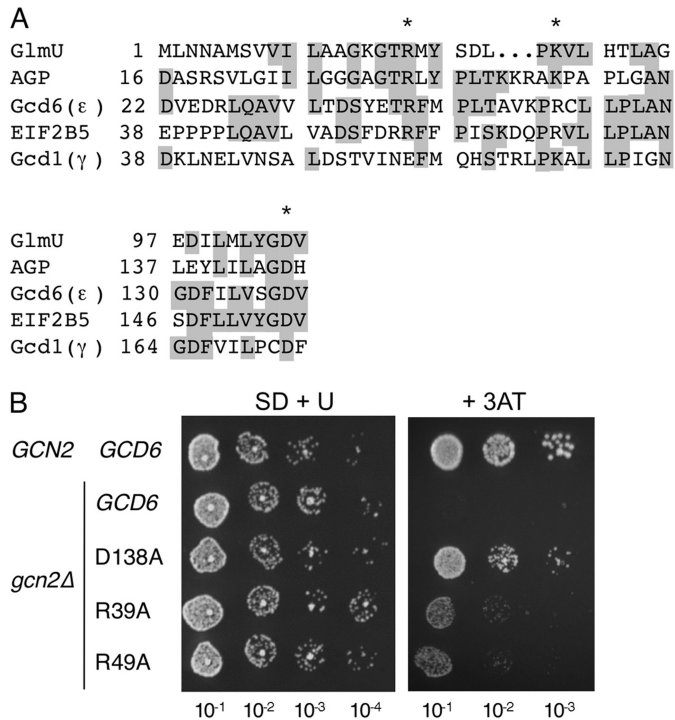 A
* *
GlmU 1 MLNNAMSVVIL LAAGKGTRMY SDL...PKVL HTLAG
AGP 16 DASRSVLGII LGGGAGTRLY PLTKKRAKPA PLGAN
Gcd6(ε) 22 DVEDRLQAVV LTDSYETRFM PLTAVKPRCL LPLAN
EIF2B5 38 EPPPPLQAVL VADSFDRRFF PISKDQPRVL LPLAN
Gcd1(γ) 38 DKLNELVNSA LDSTVINEFM QHSTRLPKAL LPIGN
*
GlmU 97 EDILMLYGDV
AGP 137 LEYLILAGDH
Gcd6(ε) 130 GDFILVSGDV
EIF2B5 146 SDFLLVYGDV
Gcd1(γ) 164 GDFVILPCDF
B
SD + U + 3AT
GCN2 GCD6
GCD6
D138A
gcn2Δ
R39A
R49A
10-1 10-2 10-3 10-4 10-1 10-2 10-3